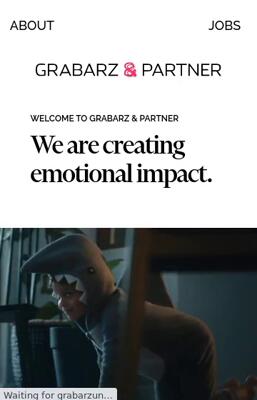 ABOUT
JOBS
GRABARZ & PARTNER
WELCOME TO GRABARZ & PARTNER
We are creating
emotional impact.
Waiting for grabarzun...